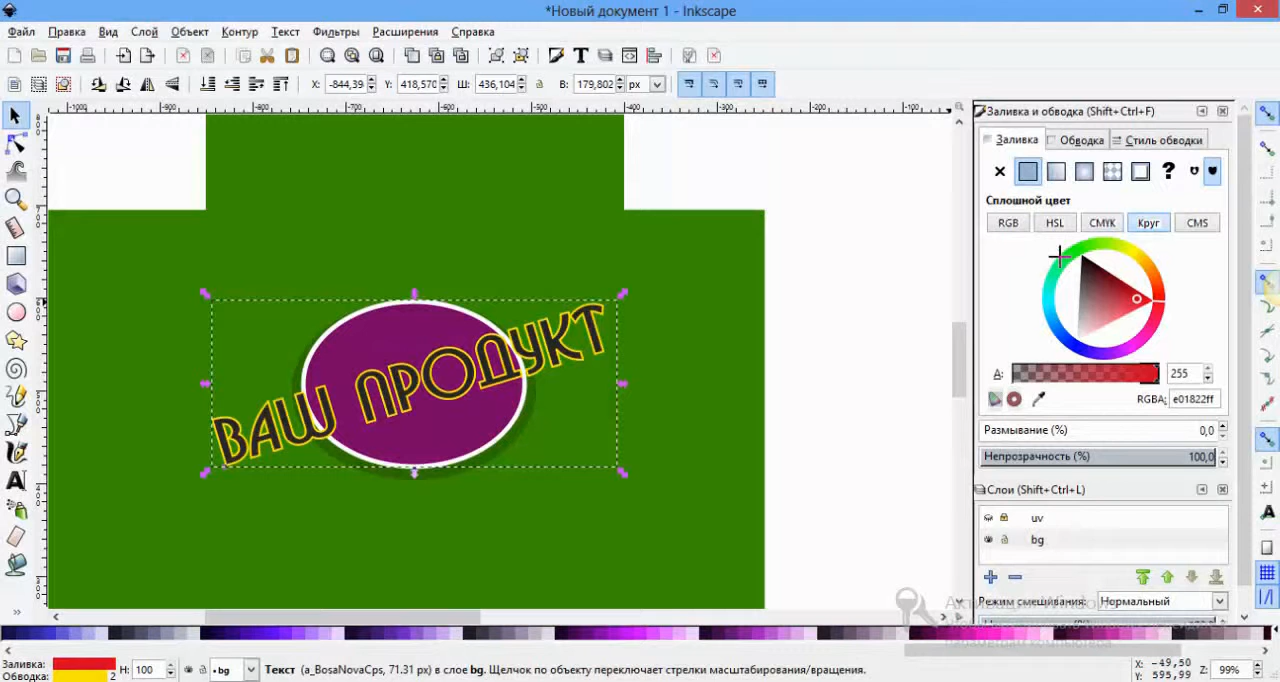 *Новый документ 1 - Inkscape
Файл Правка Вид Слой Объект Контур Текст Фильтры Расширения Справка
X: -844,39 Y: 418,570 Ш: 436,104 В: 179,802 px
Заливка и обводка (Shift+Ctrl+F)
Заливка Обводка Стиль обводки
Сплошной цвет
RGB HSL CMYK Круг CMS
A: 255
RGBA: e01822ff
Размывание (%) 0,0
Непрозрачность (%) 100,0
Слои (Shift+Ctrl+L)
uv
bg
Режим смешивания: Нормальный
Активация Windows
ВАШ ПРОДУКТ
Заливка: Н: 100 •bg Текст (a_BosaNovaCps, 71.31 px) в слое bg. Щелчок по объекту переключает стрелки масштабирования/вращения.
Обводка: 2
X: -49,50
Y: 595,99
Z: 99%